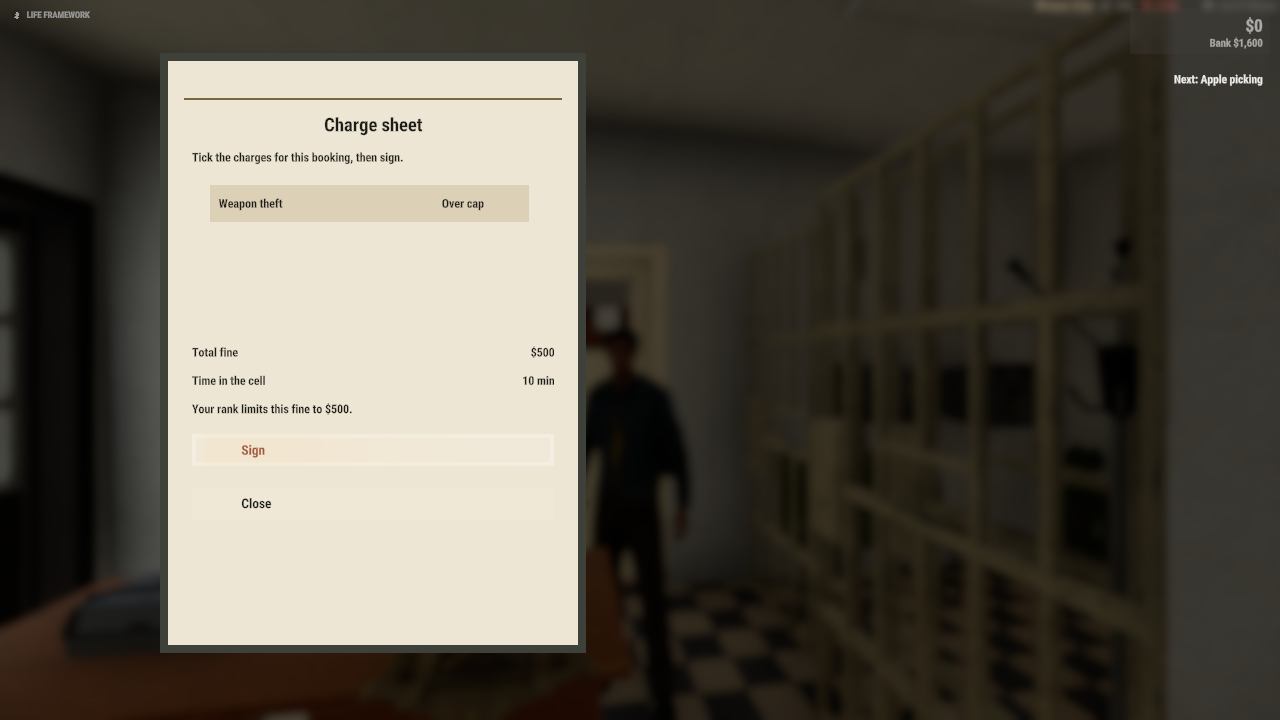 LIFE FRAMEWORK
$0
Bank $1,600
Next: Apple picking
Charge sheet
Tick the charges for this booking, then sign.
Weapon theft Over cap
Total fine $500
Time in the cell 10 min
Your rank limits this fine to $500.
Sign
Close